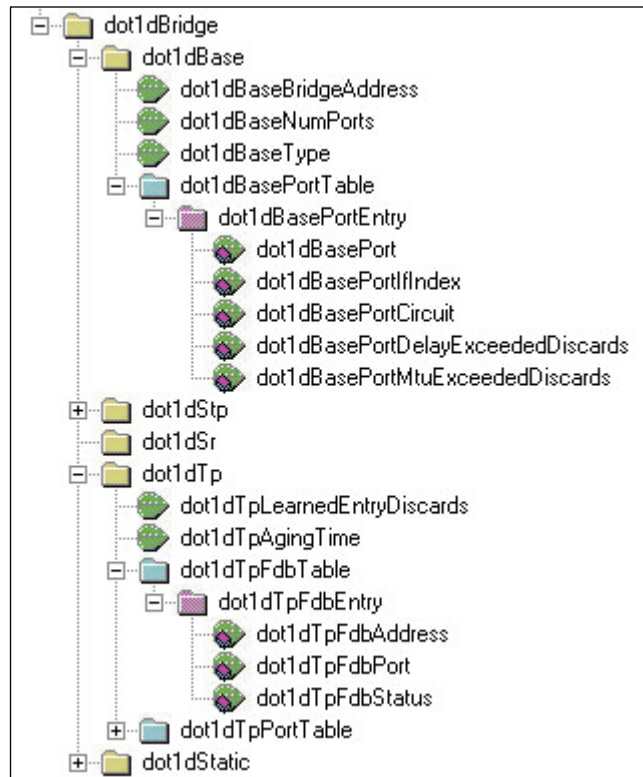 dot1dBridge
dot1dBase
dot1dBaseBridgeAddress
dot1dBaseNumPorts
dot1dBaseType
dot1dBasePortTable
dot1dBasePortEntry
dot1dBasePort
dot1dBasePortIfIndex
dot1dBasePortCircuit
dot1dBasePortDelayExceededDiscards
dot1dBasePortMtuExceededDiscards
dot1dStp
dot1dSr
dot1dTp
dot1dTpLearnedEntryDiscards
dot1dTpAgingTime
dot1dTpFdbTable
dot1dTpFdbEntry
dot1dTpFdbAddress
dot1dTpFdbPort
dot1dTpFdbStatus
dot1dTpPortTable
dot1dStatic